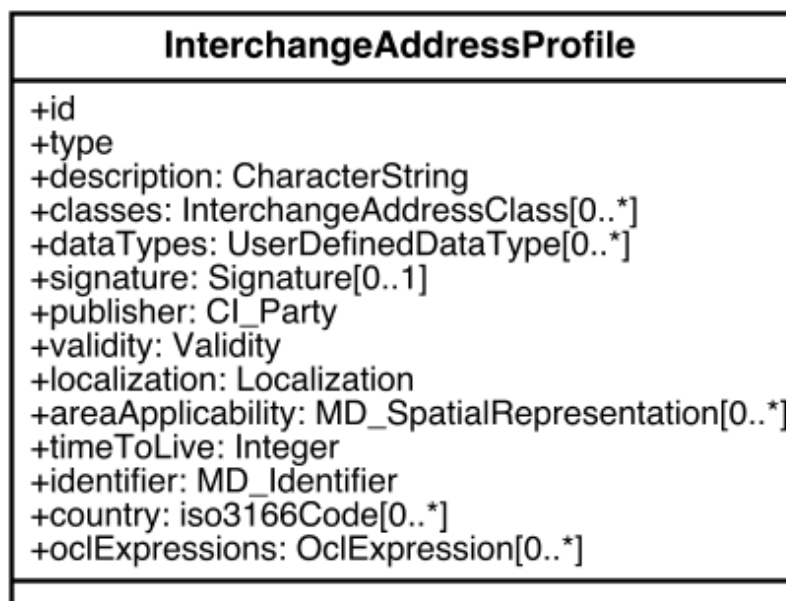 InterchangeAddressProfile
+id
+type
+description: CharacterString
+classes: InterchangeAddressClass[0..*]
+dataTypes: UserDefinedDataType[0..*]
+signature: Signature[0..1]
+publisher: CI_Party
+validity: Validity
+localization: Localization
+areaApplicability: MD_SpatialRepresentation[0..*]
+timeToLive: Integer
+identifier: MD_Identifier
+country: iso3166Code[0..*]
+oclExpressions: OclExpression[0..*]